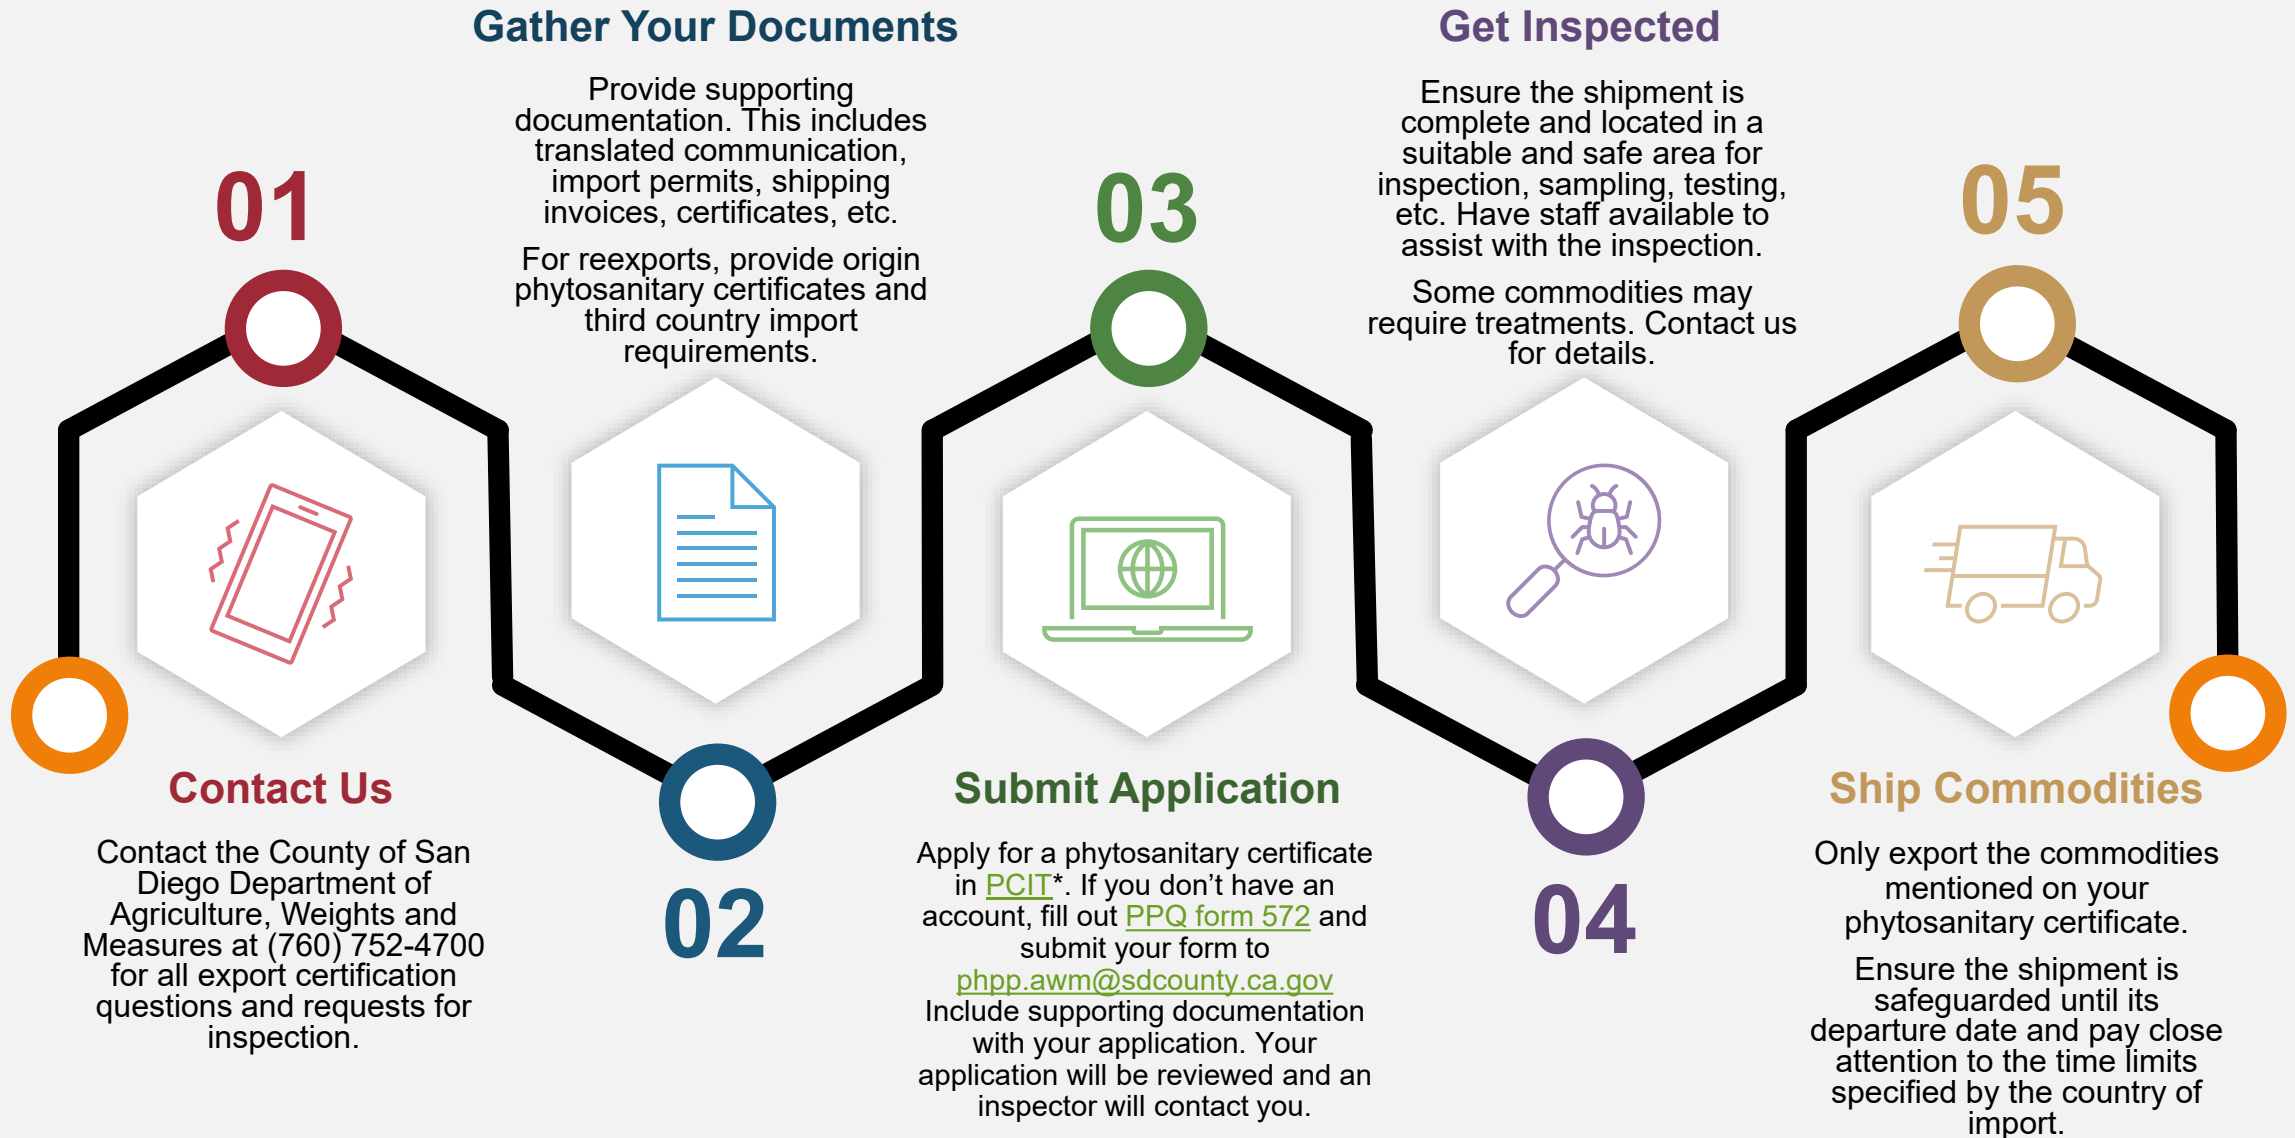 01
Contact Us
Contact the County of San
Diego Department of
Agriculture, Weights and
Measures at (760) 752-4700
for all export certification
questions and requests for
inspection.
Gather Your Documents
Provide supporting
documentation. This includes
translated communication,
import permits, shipping
invoices, certificates, etc.
For reexports, provide origin
phytosanitary certificates and
third country import
requirements.
02
03
Submit Application
Apply for a phytosanitary certificate
in PCIT*. If you don’t have an
account, fill out PPQ form 572 and
submit your form to
phpp.awm@sdcounty.ca.gov
Include supporting documentation
with your application. Your
application will be reviewed and an
inspector will contact you.
Get Inspected
Ensure the shipment is
complete and located in a
suitable and safe area for
inspection, sampling, testing,
etc. Have staff available to
assist with the inspection.
Some commodities may
require treatments. Contact us
for details.
04
05
Ship Commodities
Only export the commodities
mentioned on your
phytosanitary certificate.
Ensure the shipment is
safeguarded until its
departure date and pay close
attention to the time limits
specified by the country of
import.